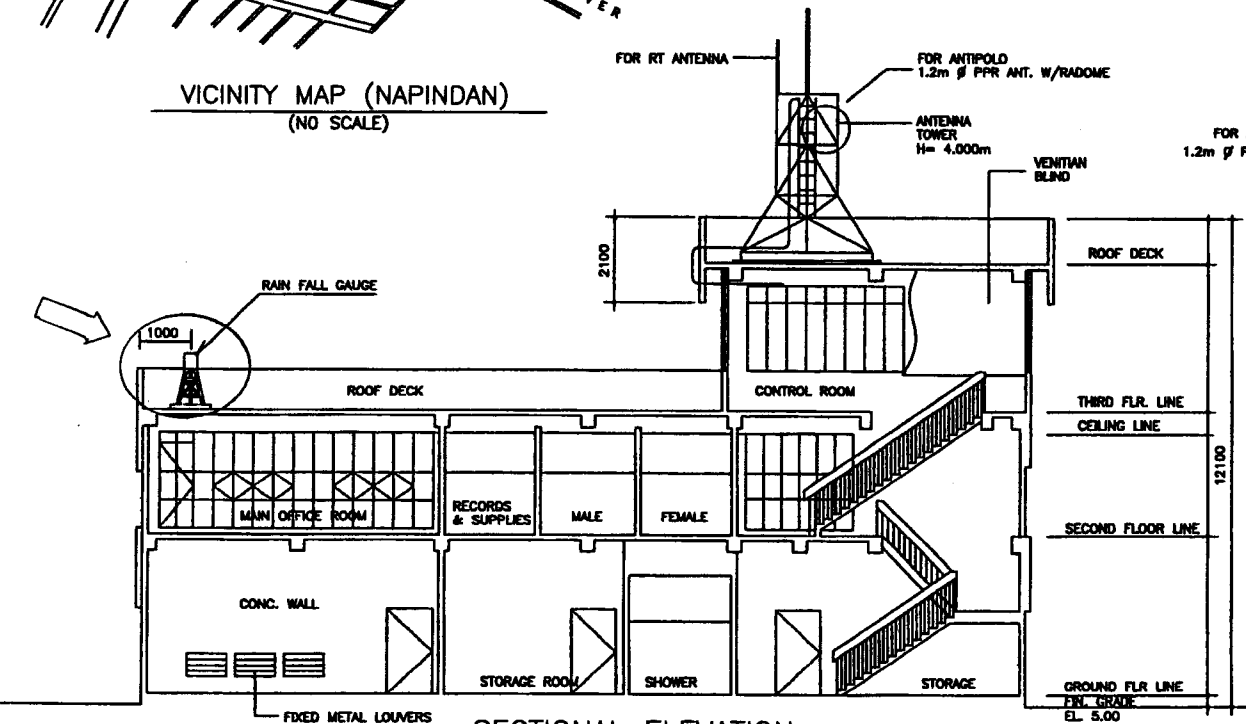 VER
VICINITY MAP (NAPINDAN)
(NO SCALE)
FOR RT ANTENNA
FOR ANTIPOLO
1.2m Ø PPR ANT. W/RADOME
ANTENNA
TOWER
H= 4.000m
FOR
1.2m Ø P
VENITIAN
BLIND
2100
ROOF DECK
RAIN FALL GAUGE
1000
ROOF DECK
CONTROL ROOM
THIRD FLR. LINE
CEILING LINE
12100
MAIN OFFICE ROOM
RECORDS
& SUPPLIES
MALE
FEMALE
SECOND FLOOR LINE
CONC. WALL
STORAGE ROOM
SHOWER
STORAGE
GROUND FLR LINE
FIN. GRADE
EL. 5.00
FIXED METAL LOUVERS
SECTIONAL ELEVATION